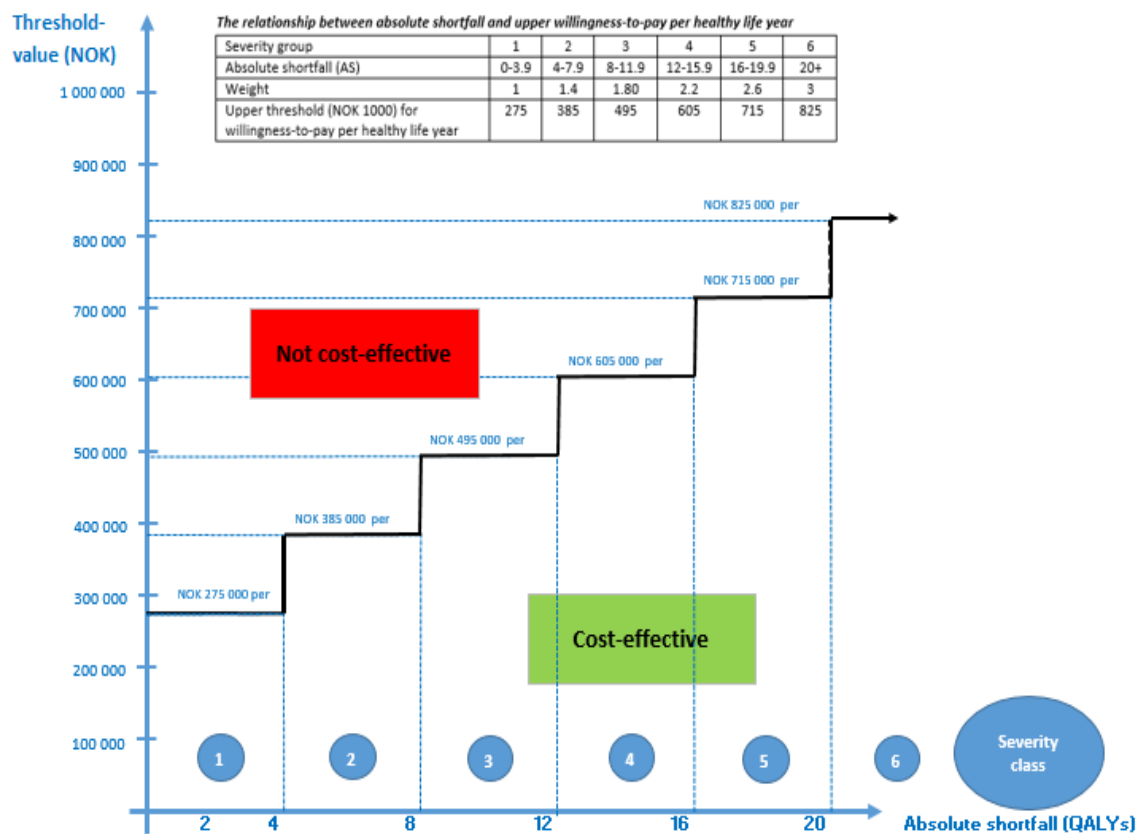 Threshold-
value (NOK)
The relationship between absolute shortfall and upper willingness-to-pay per healthy life year
Severity group 1 2 3 4 5 6
Absolute shortfall (AS) 0-3.9 4-7.9 8-11.9 12-15.9 16-19.9 20+
Weight 1 1.4 1.80 2.2 2.6 3
Upper threshold (NOK 1000) for 275 385 495 605 715 825
willingness-to-pay per healthy life year
1 000 000
900 000
NOK 825 000 per
800 000
NOK 715 000 per
700 000
Not cost-effective
NOK 605 000 per
600 000
NOK 495 000 per
500 000
NOK 385 000 per
400 000
NOK 275 000 per
300 000
Cost-effective
200 000
100 000
1 2 3 4 5 6
Severity
class
2 4 8 12 16 20
Absolute shortfall (QALYs)